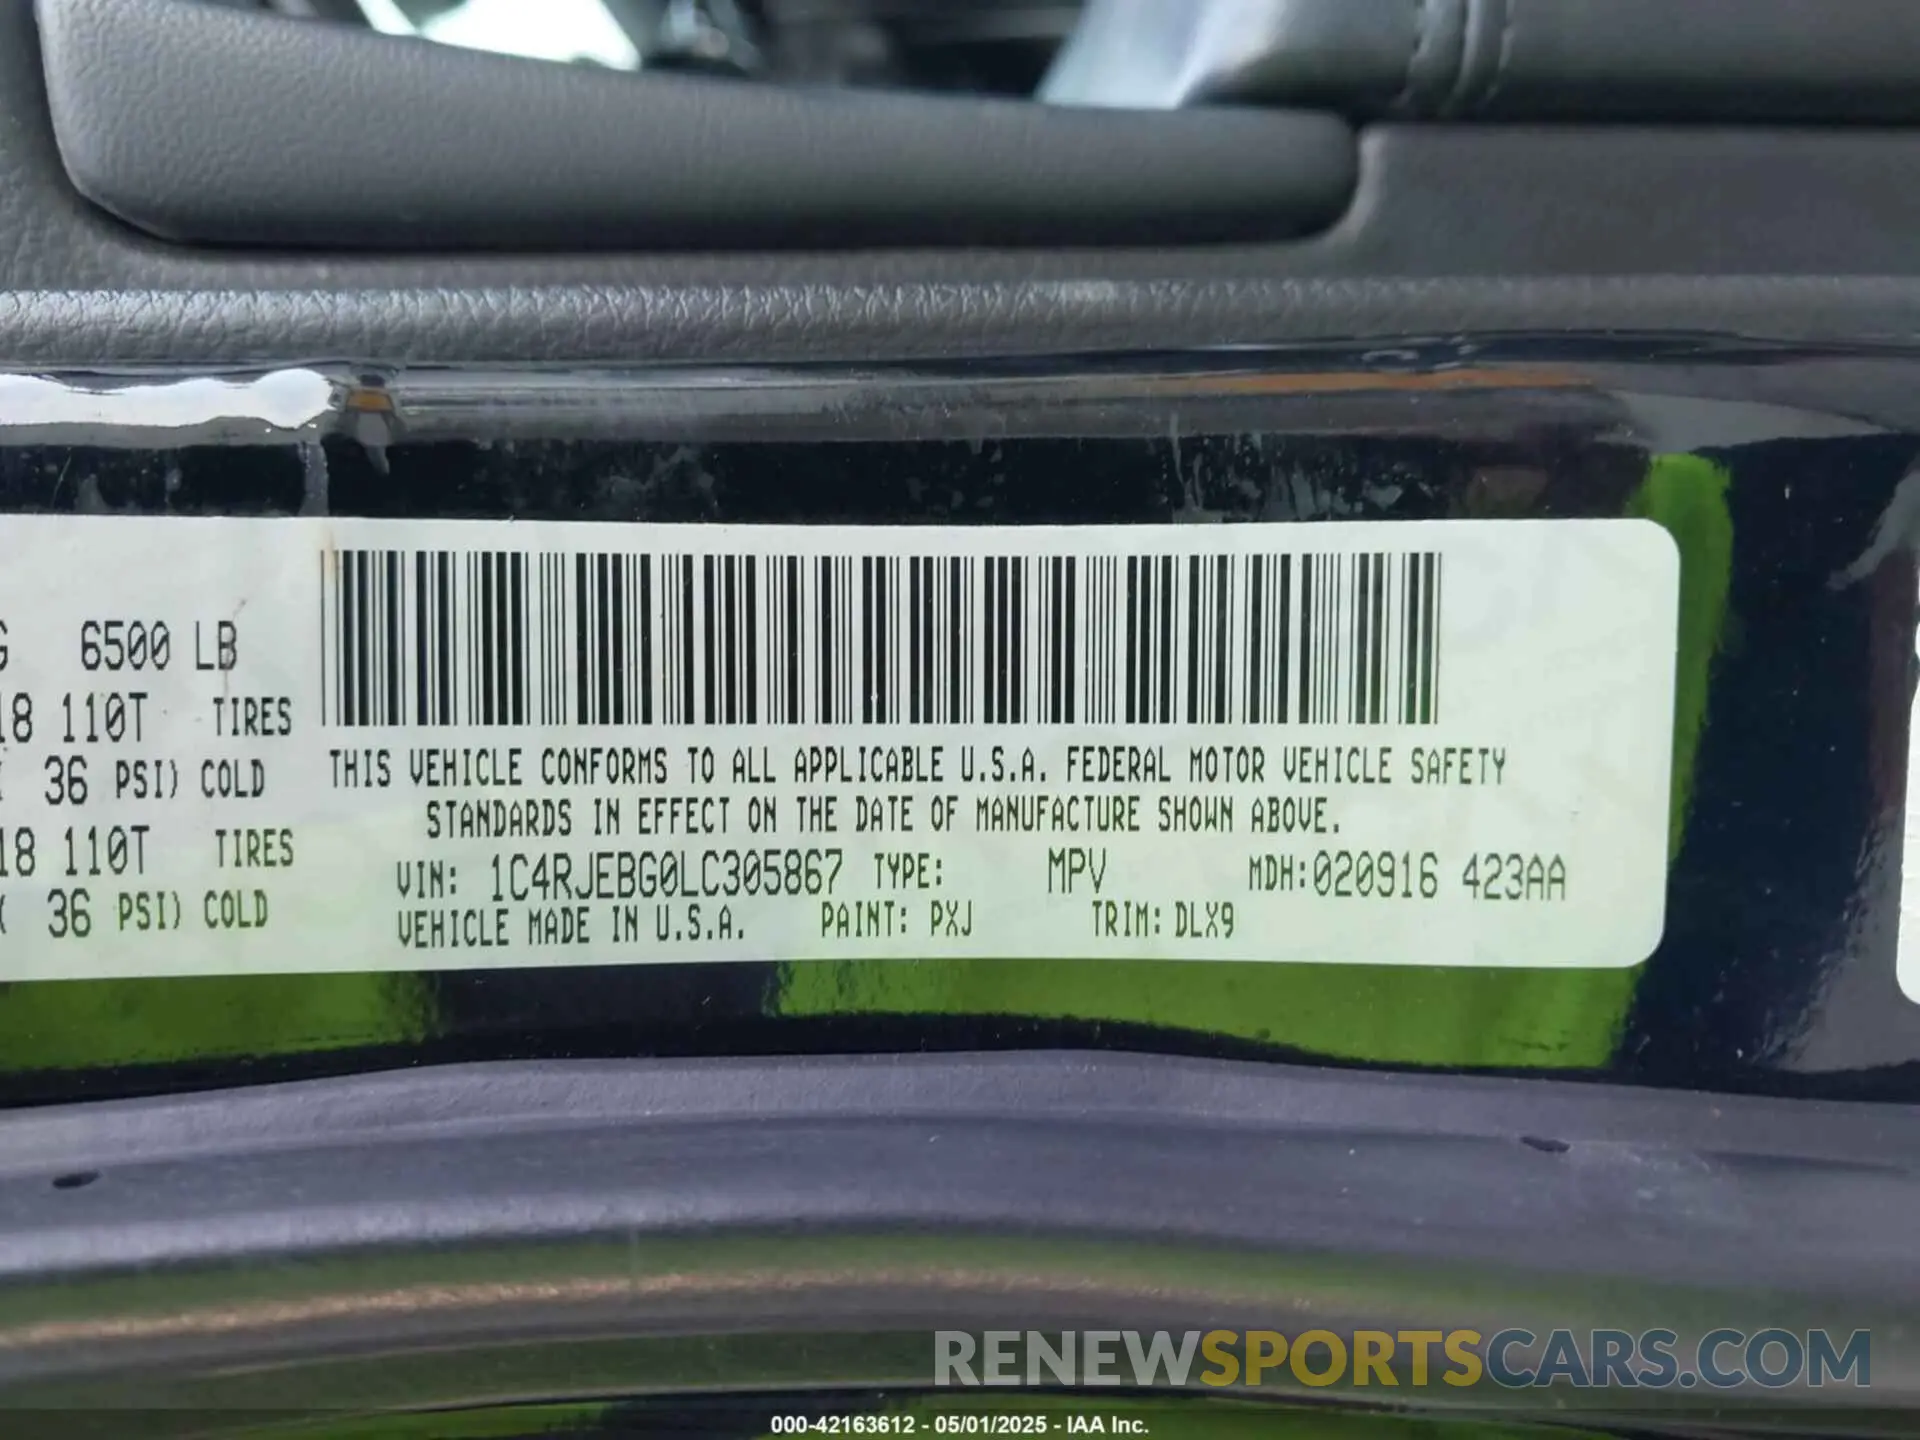 G 6500 LB
18 110T TIRES
36 PSI) COLD
18 110T TIRES
( 36 PSI) COLD
THIS VEHICLE CONFORMS TO ALL APPLICABLE U.S.A. FEDERAL MOTOR VEHICLE SAFETY
STANDARDS IN EFFECT ON THE DATE OF MANUFACTURE SHOWN ABOVE.
VIN: 1C4RJEBG0LC305867 TYPE: MPV MDH:020916 423AA
VEHICLE MADE IN U.S.A. PAINT: PXJ TRIM: DLX9
RENEWSPORTSCARS.COM
000-42163612 - 05/01/2025 - IAA Inc.